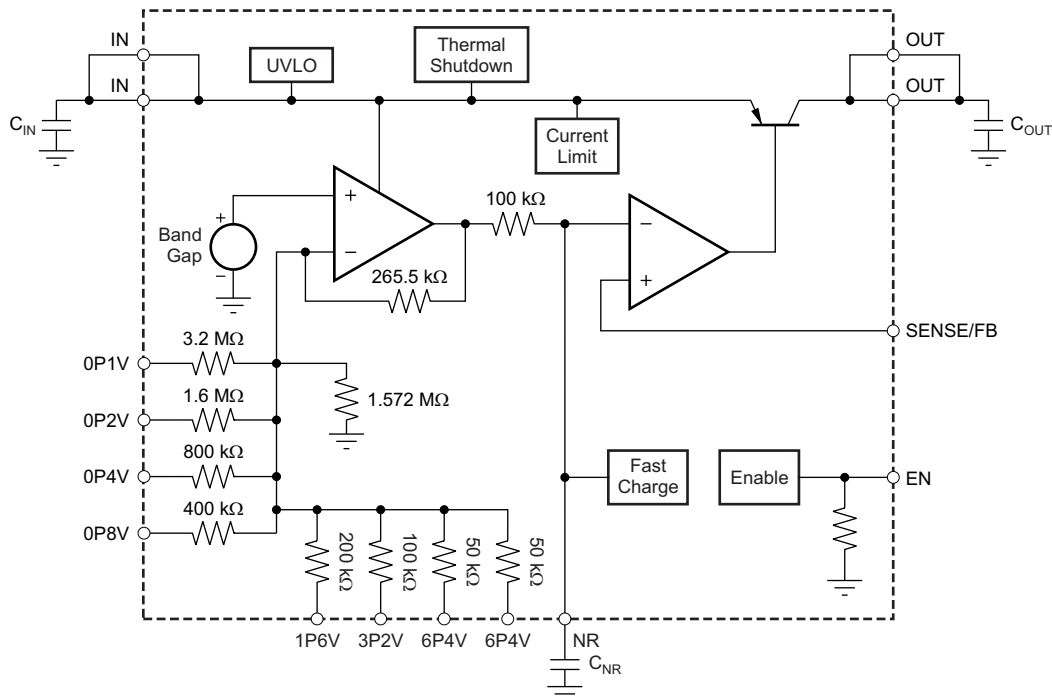 IN
OUT
UVLO
Thermal
Shutdown
IN
OUT
C_IN
Current
Limit
C_OUT
100 kΩ
+
−
+
Band
Gap
−
−
+
265.5 kΩ
SENSE/FB
3.2 MΩ
0P1V
1.572 MΩ
1.6 MΩ
0P2V
800 kΩ
0P4V
Fast
Charge
Enable
EN
400 kΩ
0P8V
200 kΩ
100 kΩ
50 kΩ
50 kΩ
1P6V
3P2V
6P4V
6P4V
NR
C_NR